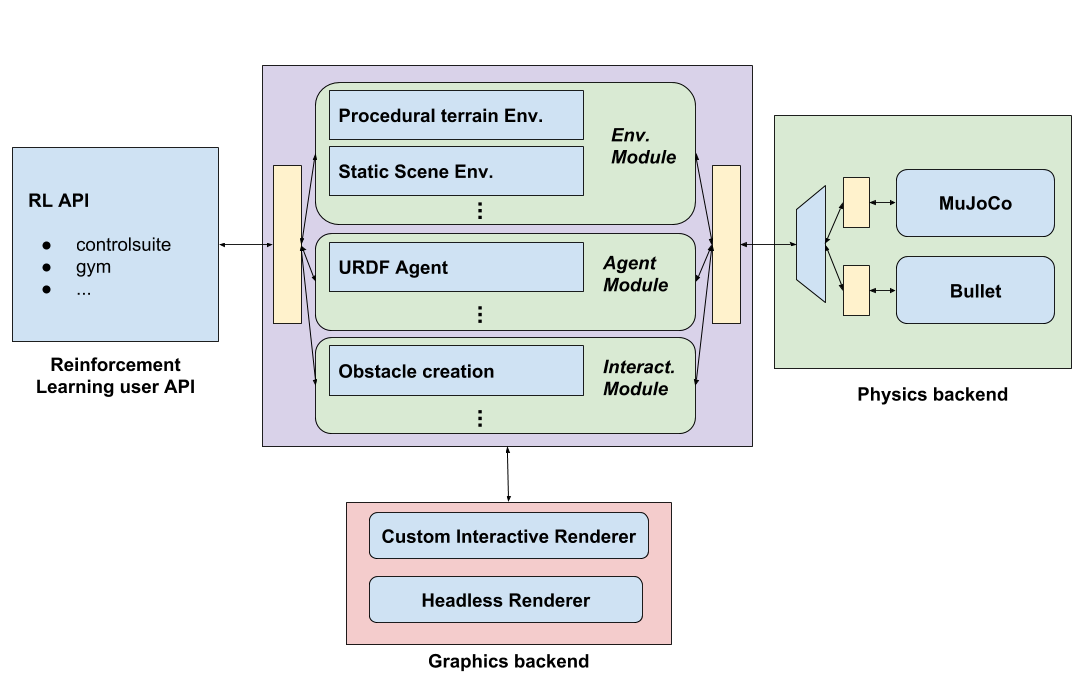 RL API
● controlsuite
● gym
● ...
Reinforcement
Learning user API
Procedural terrain Env.
Static Scene Env.
⋮
Env.
Module
URDF Agent
⋮
Agent
Module
Obstacle creation
⋮
Interact.
Module
MuJoCo
Bullet
Physics backend
Custom Interactive Renderer
Headless Renderer
Graphics backend